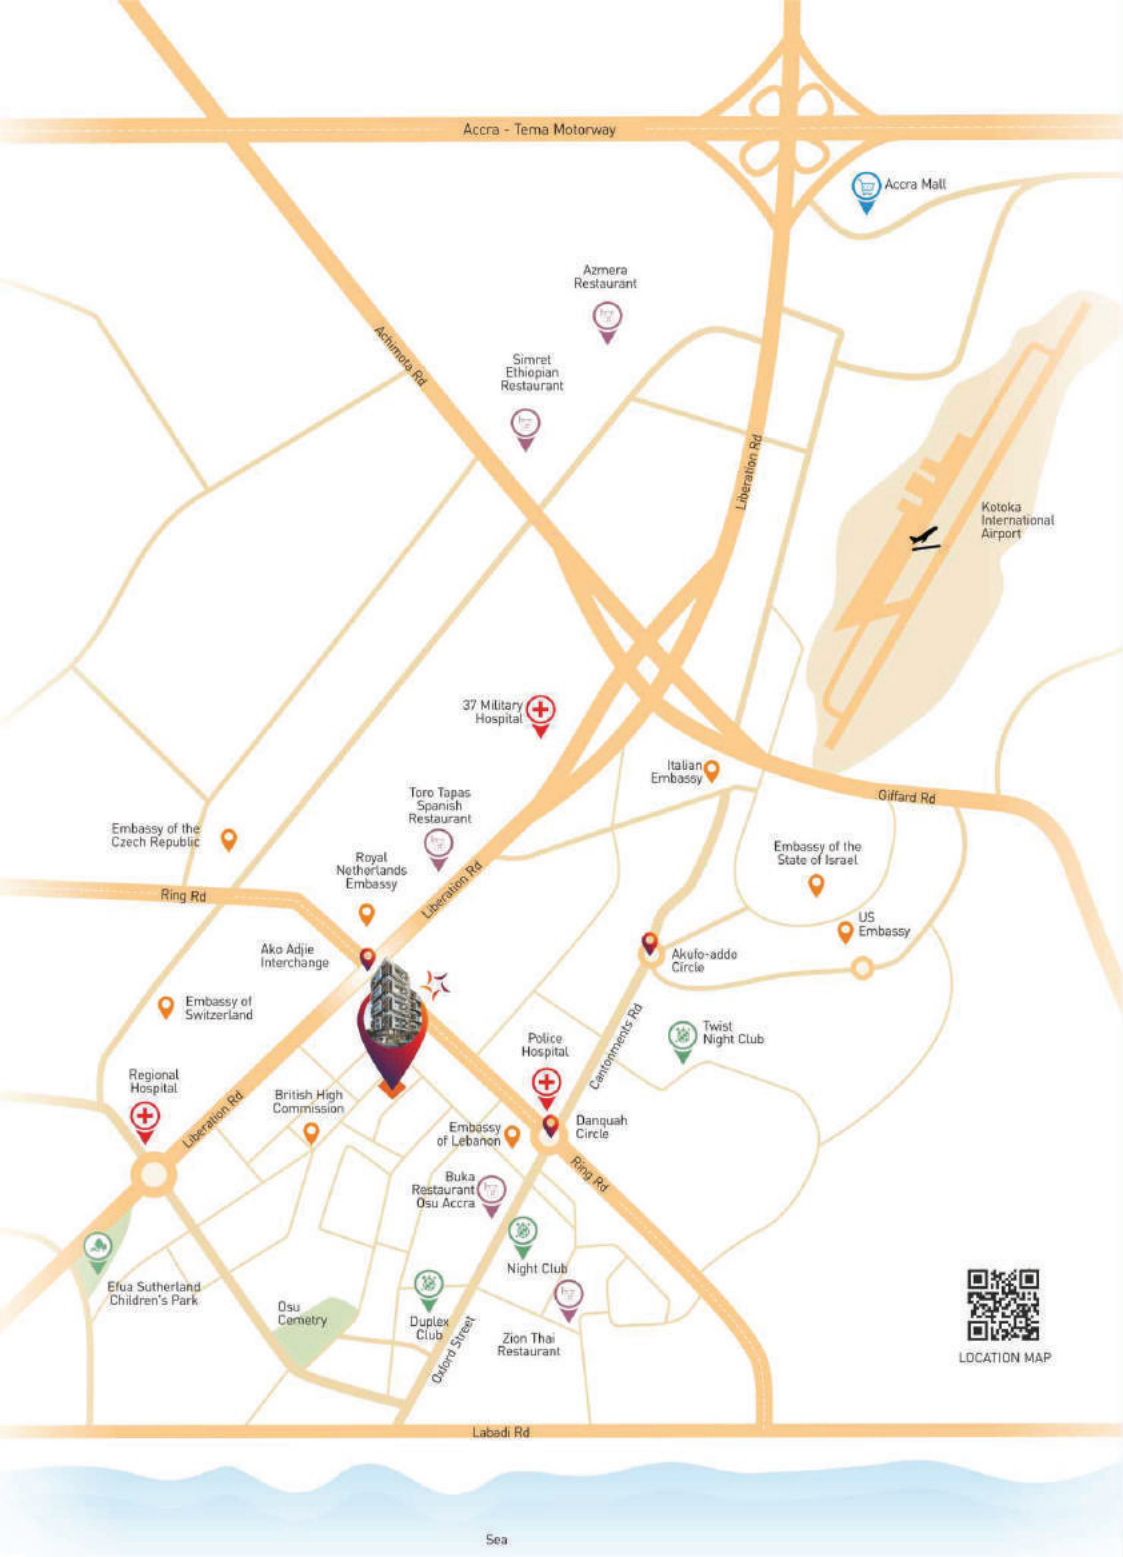 Accra - Tema Motorway
Accra Mall
Azmera
Restaurant
Achimota Rd
Simret
Ethiopian
Restaurant
Liberation Rd
Kotoka
International
Airport
37 Military
Hospital
Italian
Embassy
Giffard Rd
Toro Tapas
Spanish
Restaurant
Embassy of the
Czech Republic
Embassy of the
State of Israel
Royal
Netherlands
Embassy
Liberation Rd
Ring Rd
US
Embassy
Ako Adjie
Interchange
Akufo-addo
Circle
Embassy of
Switzerland
Cantonments Rd
Twist
Night Club
Police
Hospital
Regional
Hospital
British High
Commission
Liberation Rd
Embassy
of Lebanon
Danquah
Circle
Ring Rd
Buka
Restaurant
Osu Accra
Night Club
Efua Sutherland
Children's Park
Osu
Cemetry
Duplex
Club
Oxford Street
Zion Thai
Restaurant
LOCATION MAP
Labadi Rd
Sea